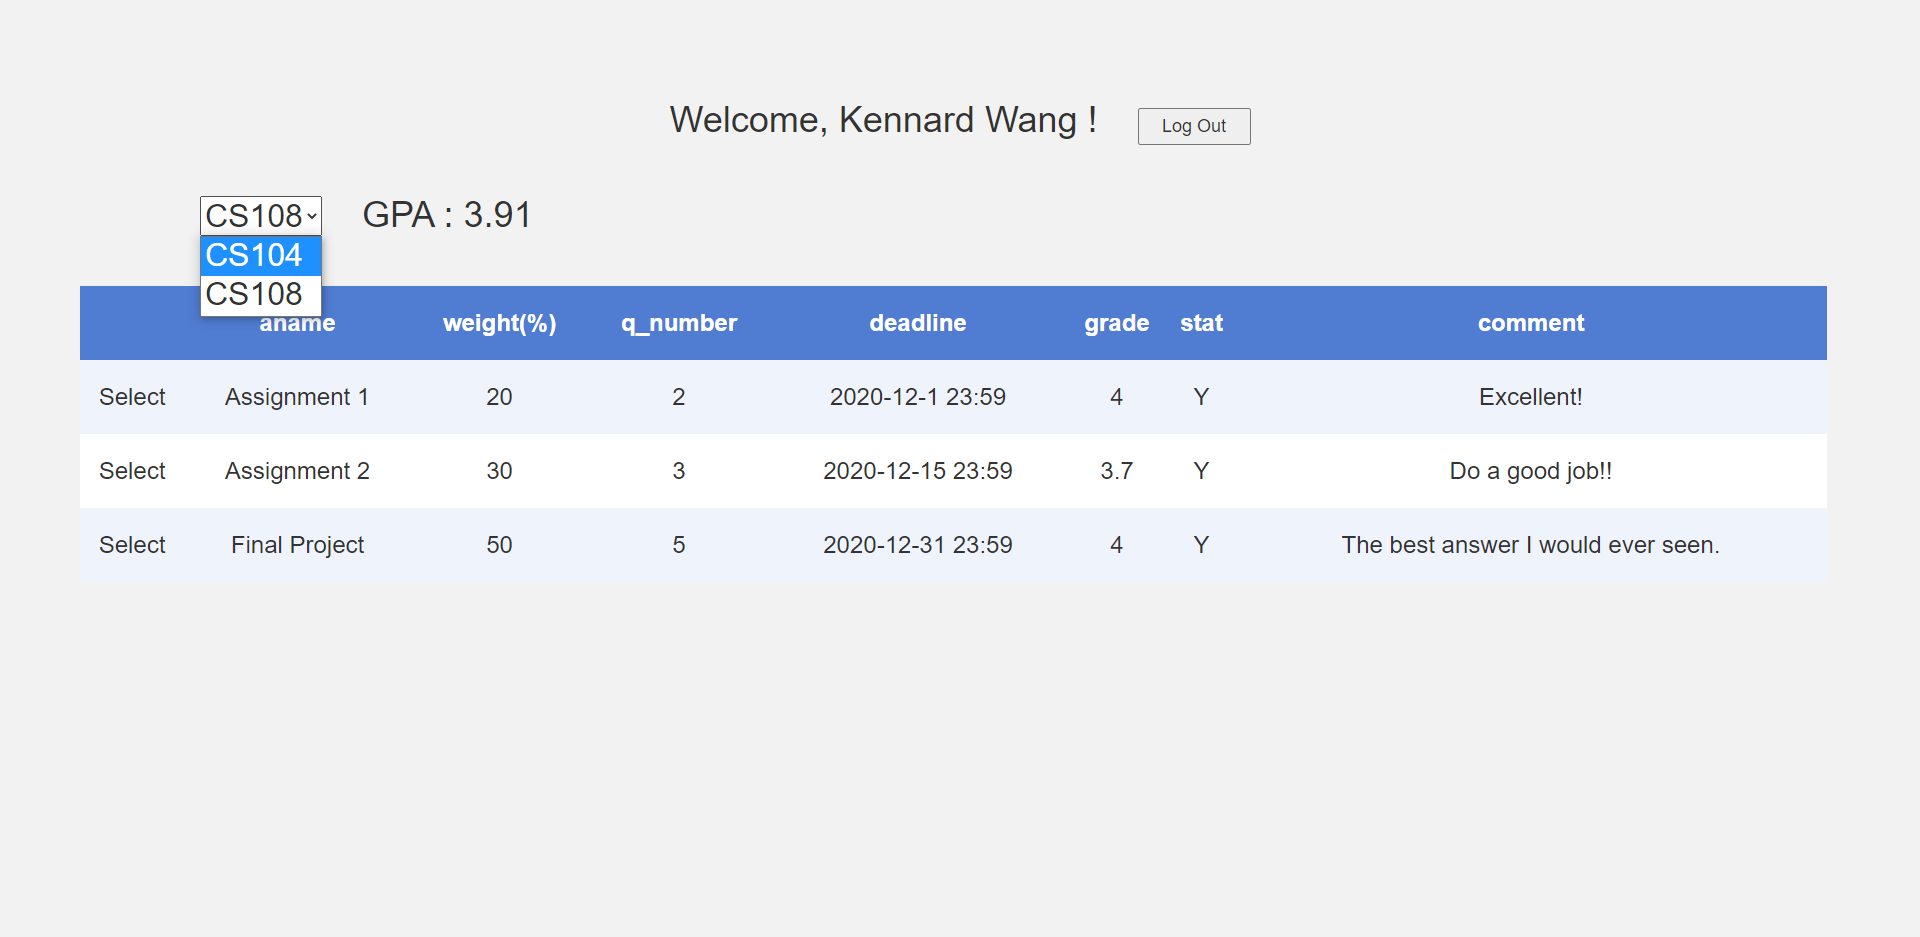 Welcome, Kennard Wang ! Log Out
CS108 GPA : 3.91
CS104
CS108
aname weight(%) q_number deadline grade stat comment
Select Assignment 1 20 2 2020-12-1 23:59 4 Y Excellent!
Select Assignment 2 30 3 2020-12-15 23:59 3.7 Y Do a good job!!
Select Final Project 50 5 2020-12-31 23:59 4 Y The best answer I would ever seen.